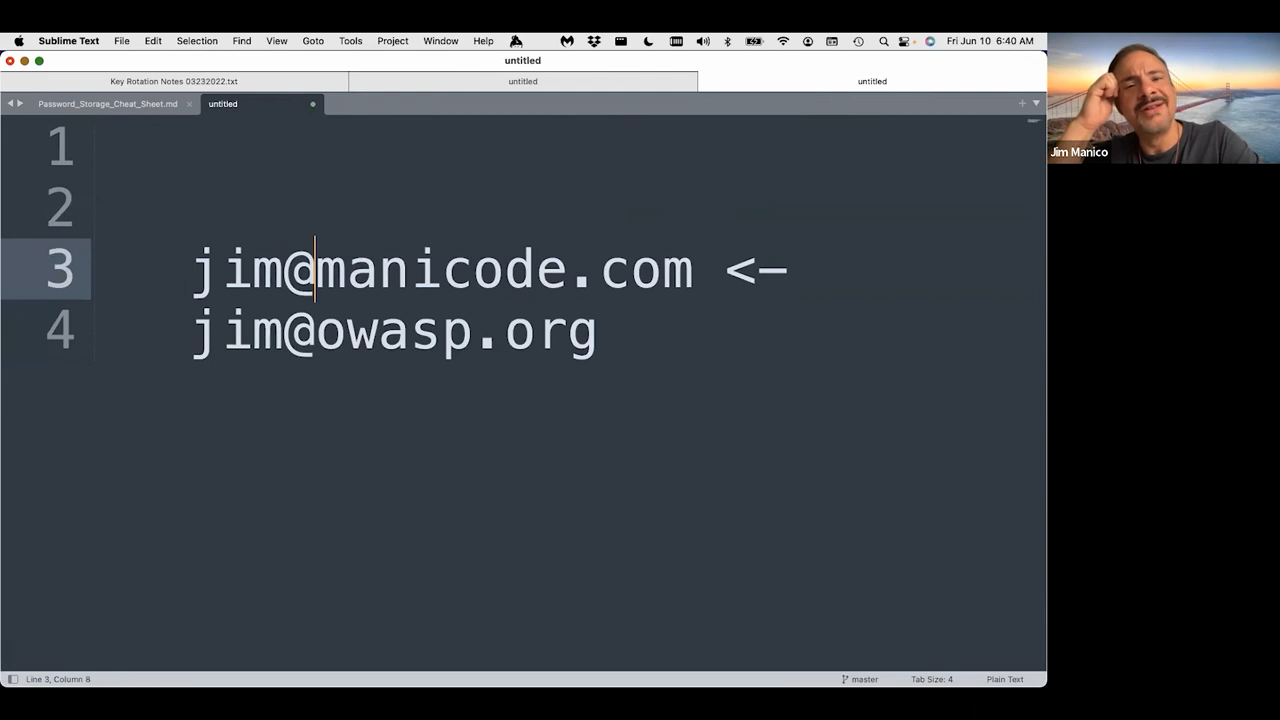 Sublime Text File Edit Selection Find View Goto Tools Project Window Help Fri Jun 10 6:40 AM
untitled
Key Rotation Notes 03232022.txt untitled untitled
Password_Storage_Cheat_Sheet.md untitled
1
2
3 jim@manicode.com <-
4 jim@owasp.org
Line 3, Column 8 master Tab Size: 4 Plain Text
Jim Manico